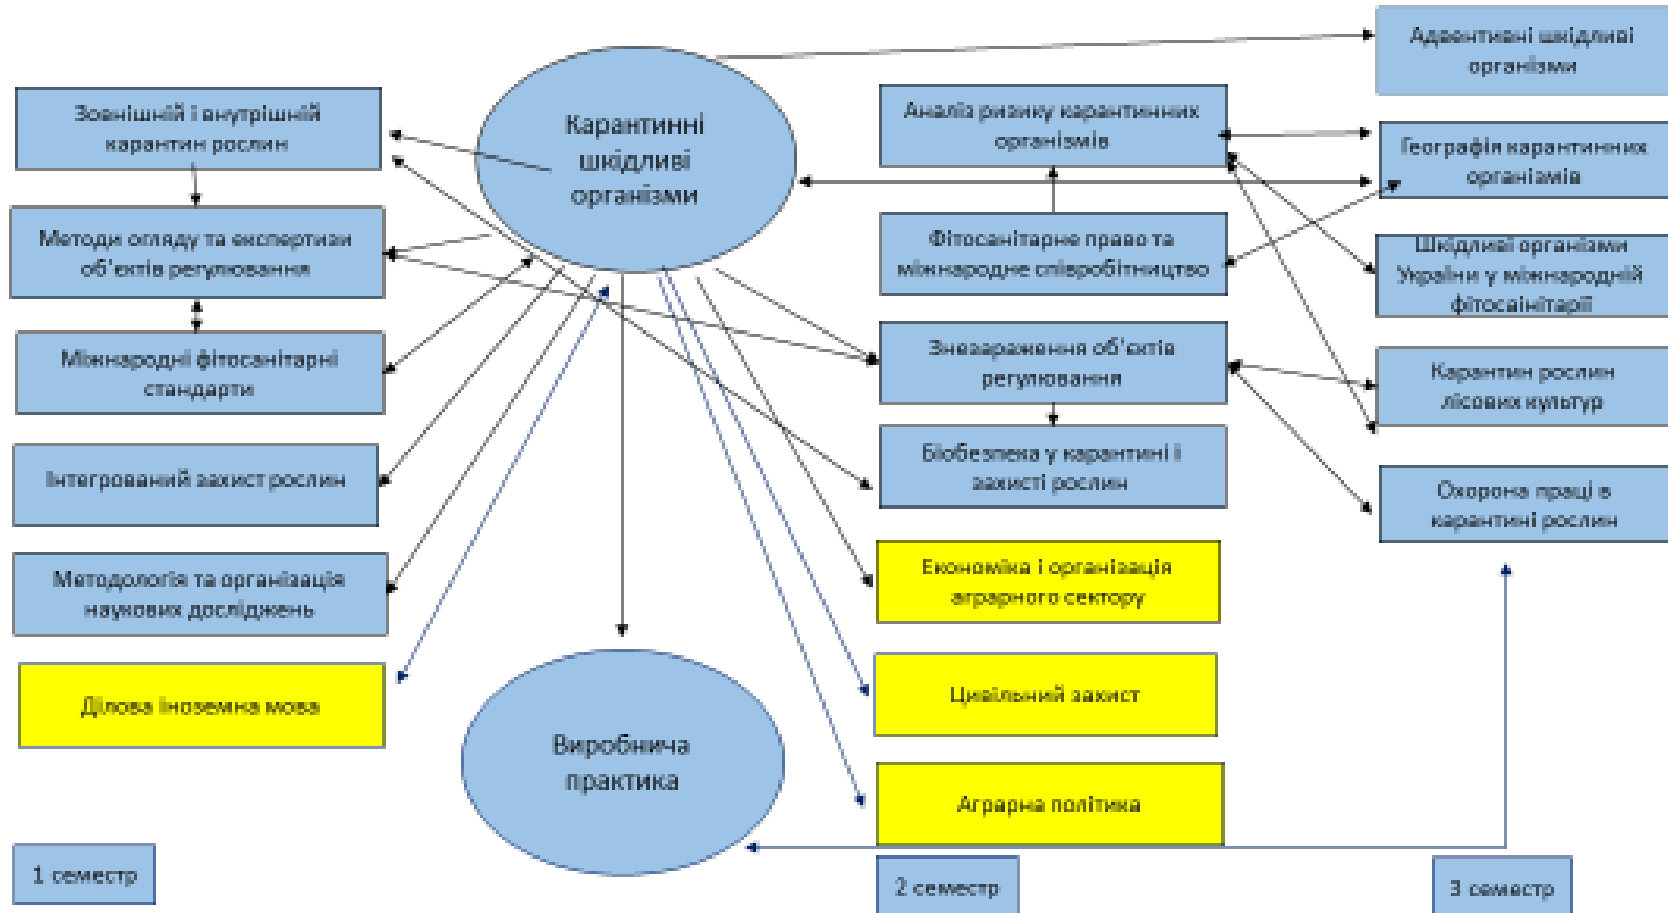 Зовнішній і внутрішній
карантин рослин
Методи огляду та експертизи
об'єктів регулювання
Міжнародні фітосанітарні
стандарти
Інтегрований захист рослин
Методологія та організація
наукових досліджень
Ділова іноземна мова
1 семестр
Карантинні
шкідливі
організми
Виробнича
практика
Аналіз ризику карантинних
організмів
Фітосанітарне право та
міжнародне співробітництво
Знезараження об'єктів
регулювання
Біобезпека у карантині і
захисті рослин
Економіка і організація
аграрного сектору
Цивільний захист
Аграрна політика
2 семестр
Адвентивні шкідливі
організми
Географія карантинних
організмів
Шкідливі організми
України у міжнародній
фітосаінітарії
Карантин рослин
лісових культур
Охорона праці в
карантині рослин
3 семестр